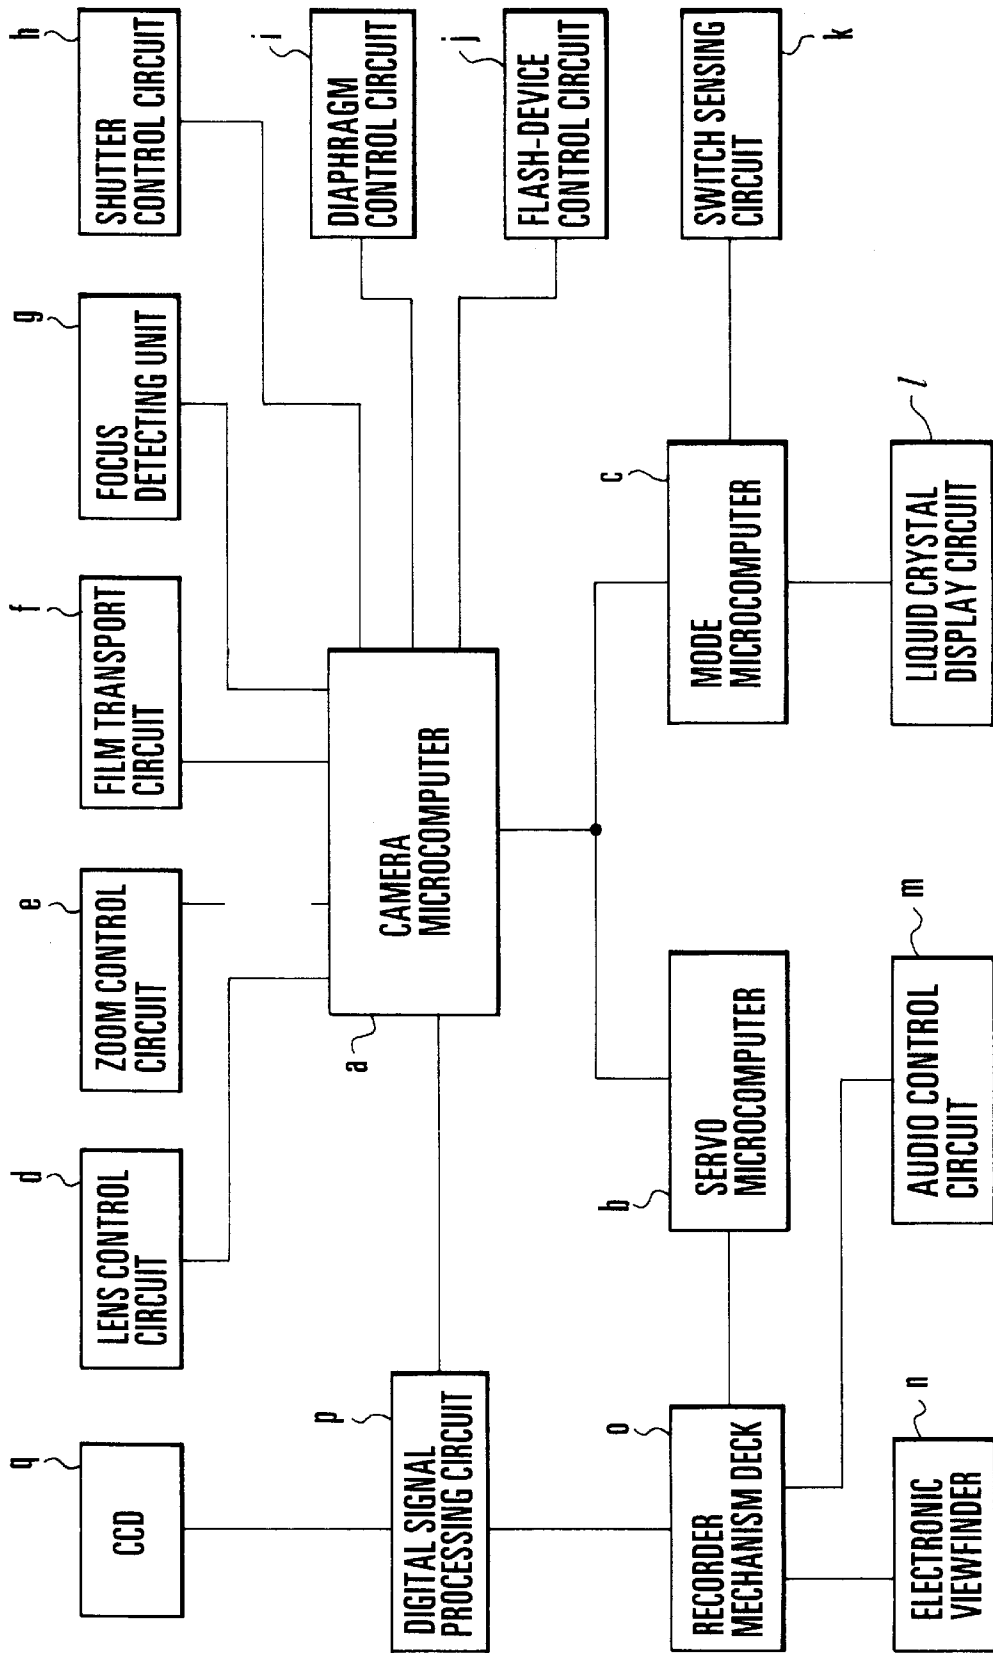 q
CCD
d
LENS CONTROL
CIRCUIT
e
ZOOM CONTROL
CIRCUIT
f
FILM TRANSPORT
CIRCUIT
g
FOCUS
DETECTING UNIT
h
SHUTTER
CONTROL CIRCUIT
i
DIAPHRAGM
CONTROL CIRCUIT
j
FLASH-DEVICE
CONTROL CIRCUIT
p
DIGITAL SIGNAL
PROCESSING CIRCUIT
a
CAMERA
MICROCOMPUTER
o
RECORDER
MECHANISM DECK
b
SERVO
MICROCOMPUTER
c
MODE
MICROCOMPUTER
k
SWITCH SENSING
CIRCUIT
n
ELECTRONIC
VIEWFINDER
m
AUDIO CONTROL
CIRCUIT
l
LIQUID CRYSTAL
DISPLAY CIRCUIT